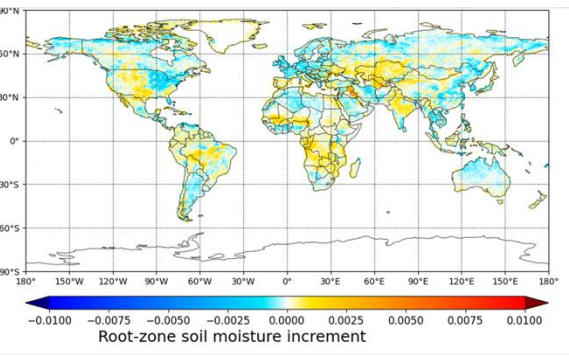 90°N
50°N
30°N
0°
30°S
60°S
90°S
180° 150°W 120°W 90°W 60°W 30°W 0° 30°E 60°E 90°E 120°E 150°E 180°
−0.0100 −0.0075 −0.0050 −0.0025 0.0000 0.0025 0.0050 0.0075 0.0100
Root-zone soil moisture increment